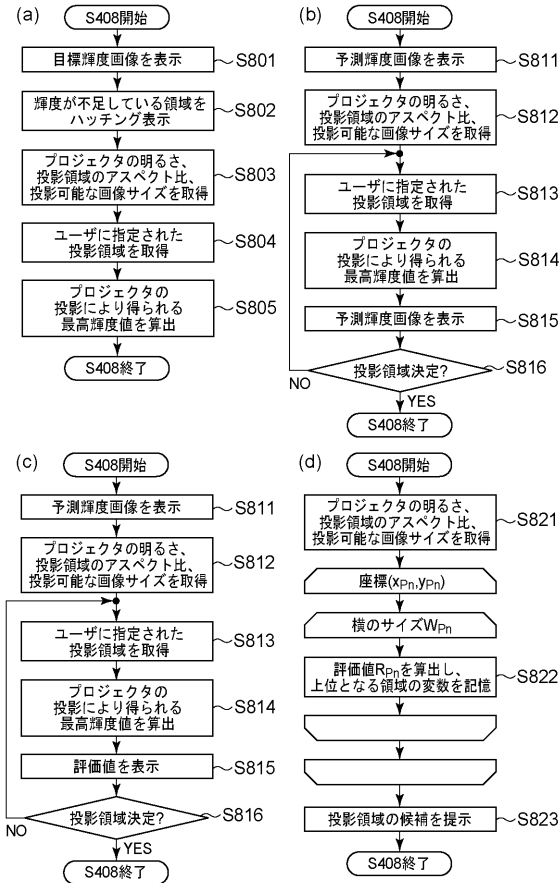 (a)
S408開始
目標輝度画像を表示
S801
輝度が不足している領域を
ハッチング表示
S802
プロジェクタの明るさ、
投影領域のアスペクト比、
投影可能な画像サイズを取得
S803
ユーザに指定された
投影領域を取得
S804
プロジェクタの
投影により得られる
最高輝度値を算出
S805
S408終了
(b)
S408開始
予測輝度画像を表示
S811
プロジェクタの明るさ、
投影領域のアスペクト比、
投影可能な画像サイズを取得
S812
ユーザに指定された
投影領域を取得
S813
プロジェクタの
投影により得られる
最高輝度値を算出
S814
予測輝度画像を表示
S815
投影領域決定?
S816
NO
YES
S408終了
(c)
S408開始
予測輝度画像を表示
S811
プロジェクタの明るさ、
投影領域のアスペクト比、
投影可能な画像サイズを取得
S812
ユーザに指定された
投影領域を取得
S813
プロジェクタの
投影により得られる
最高輝度値を算出
S814
評価値を表示
S815
投影領域決定?
S816
NO
YES
S408終了
(d)
S408開始
プロジェクタの明るさ、
投影領域のアスペクト比、
投影可能な画像サイズを取得
S821
座標(xPn,yPn)
横のサイズWPn
評価値RPnを算出し、
上位となる領域の変数を記憶
S822
投影領域の候補を提示
S823
S408終了